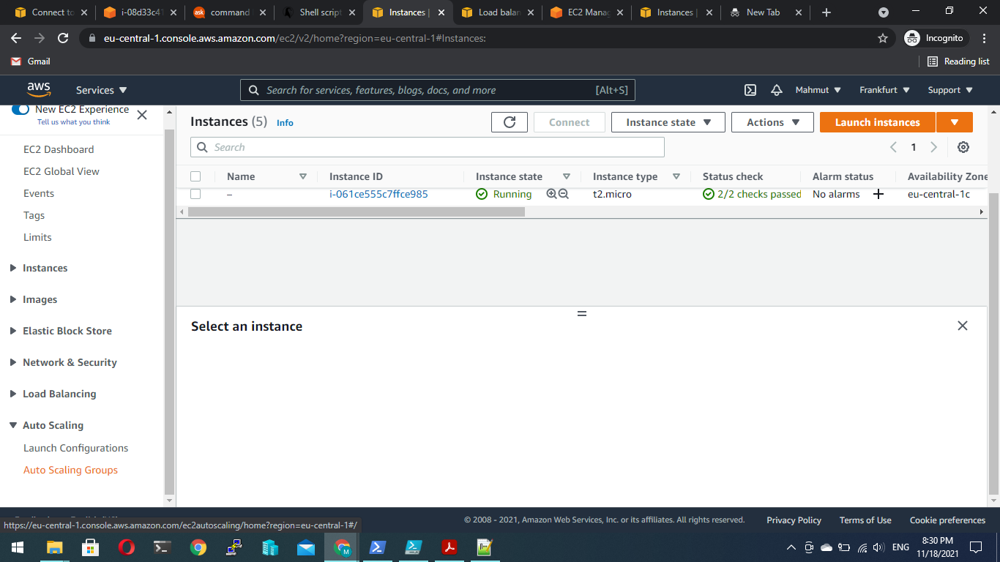 Connect to
i-08d33c41
command
Shell script
Instances |
Load balan
EC2 Manag
Instances |
New Tab
eu-central-1.console.aws.amazon.com/ec2/v2/home?region=eu-central-1#Instances:
Incognito
Gmail
Reading list
aws
Services
Search for services, features, blogs, docs, and more
[Alt+S]
Mahmut
Frankfurt
Support
New EC2 Experience
Tell us what you think
EC2 Dashboard
EC2 Global View
Events
Tags
Limits
Instances
Images
Elastic Block Store
Network & Security
Load Balancing
Auto Scaling
Launch Configurations
Auto Scaling Groups
Instances (5) Info
Connect
Instance state
Actions
Launch instances
Search
1
Name Instance ID Instance state Instance type Status check Alarm status Availability Zone
– i-061ce555c7ffce985 Running t2.micro 2/2 checks passed No alarms + eu-central-1c
Select an instance
https://eu-central-1.console.aws.amazon.com/ec2autoscaling/home?region=eu-central-1#/
© 2008 - 2021, Amazon Web Services, Inc. or its affiliates. All rights reserved.
Privacy Policy
Terms of Use
Cookie preferences
ENG
8:30 PM
11/18/2021